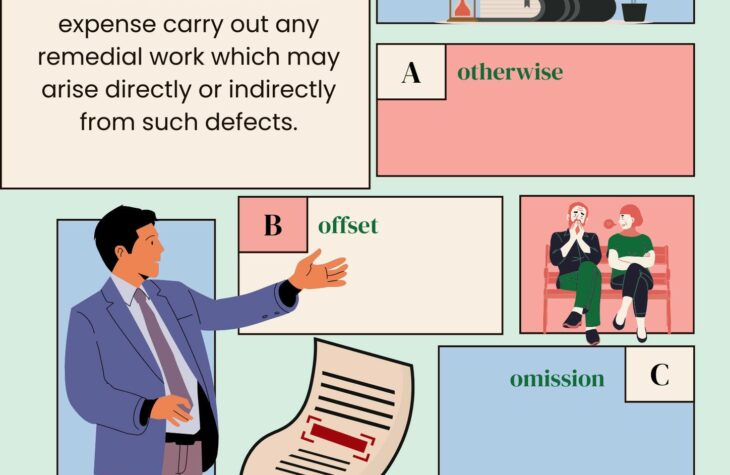 expense carry out any
remedial work which may
arise directly or indirectly
from such defects.
A otherwise
B offset
omission C